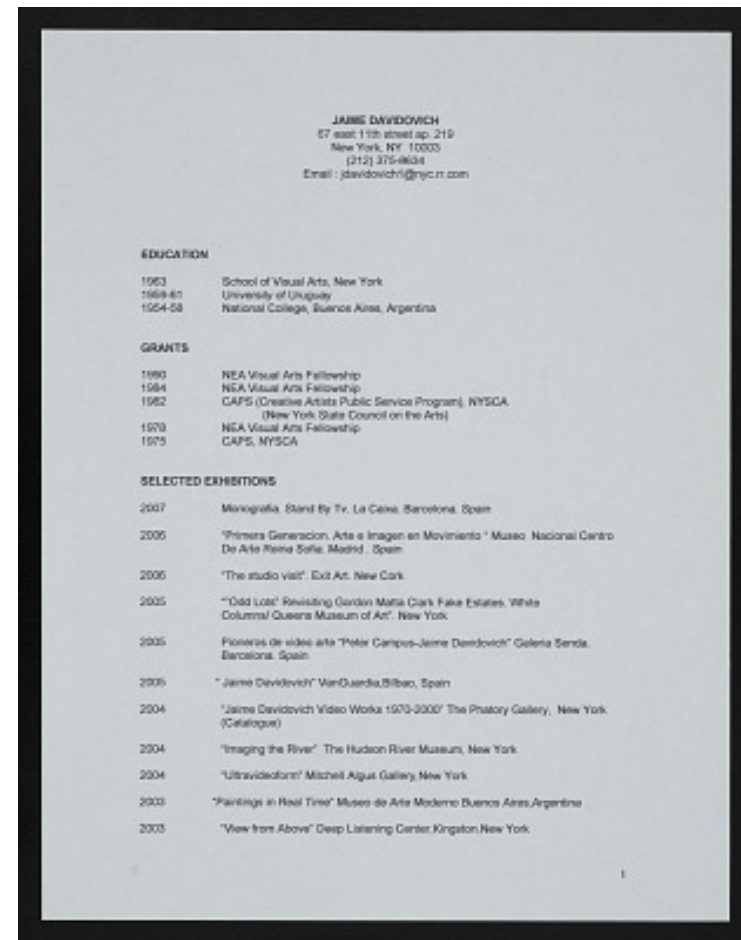 JAIME DAVIDOVICH
67 east 11th street ap. 219
New York, NY 10003
(212) 375-8634
Email : jdavidovich1@nyc.rr.com
EDUCATION
1963 School of Visual Arts, New York
1959-61 University of Uruguay
1954-58 National College, Buenos Aires, Argentina
GRANTS
1990 NEA Visual Arts Fellowship
1984 NEA Visual Arts Fellowship
1982 CAPS (Creative Artists Public Service Program), NYSCA
(New York State Council on the Arts)
1978 NEA Visual Arts Fellowship
1975 CAPS, NYSCA
SELECTED EXHIBITIONS
2007 Monografia. Stand By Tv. La Caixa. Barcelona. Spain
2006 "Primera Generacion. Arte e Imagen en Movimiento " Museo Nacional Centro
De Arte Reina Sofia. Madrid . Spain
2006 "The studio visit". Exit Art. New Cork
2005 ""Odd Lots" Revisiting Gordon Matta Clark Fake Estates. White
Columns/ Queens Museum of Art". New York
2005 Pioneros de video arte "Peter Campus-Jaime Davidovich" Galeria Senda.
Barcelona. Spain
2005 " Jaime Davidovich" VanGuardia,Bilbao, Spain
2004 "Jaime Davidovich Video Works 1970-2000" The Phatory Gallery, New York
(Catalogue)
2004 "Imaging the River" The Hudson River Museum, New York
2004 "Ultravideoform" Mitchell Algus Gallery,New York
2003 "Paintings in Real Time" Museo de Arte Moderno Buenos Aires,Argentina
2003 "View from Above" Deep Listening Center,Kingston,New York
1